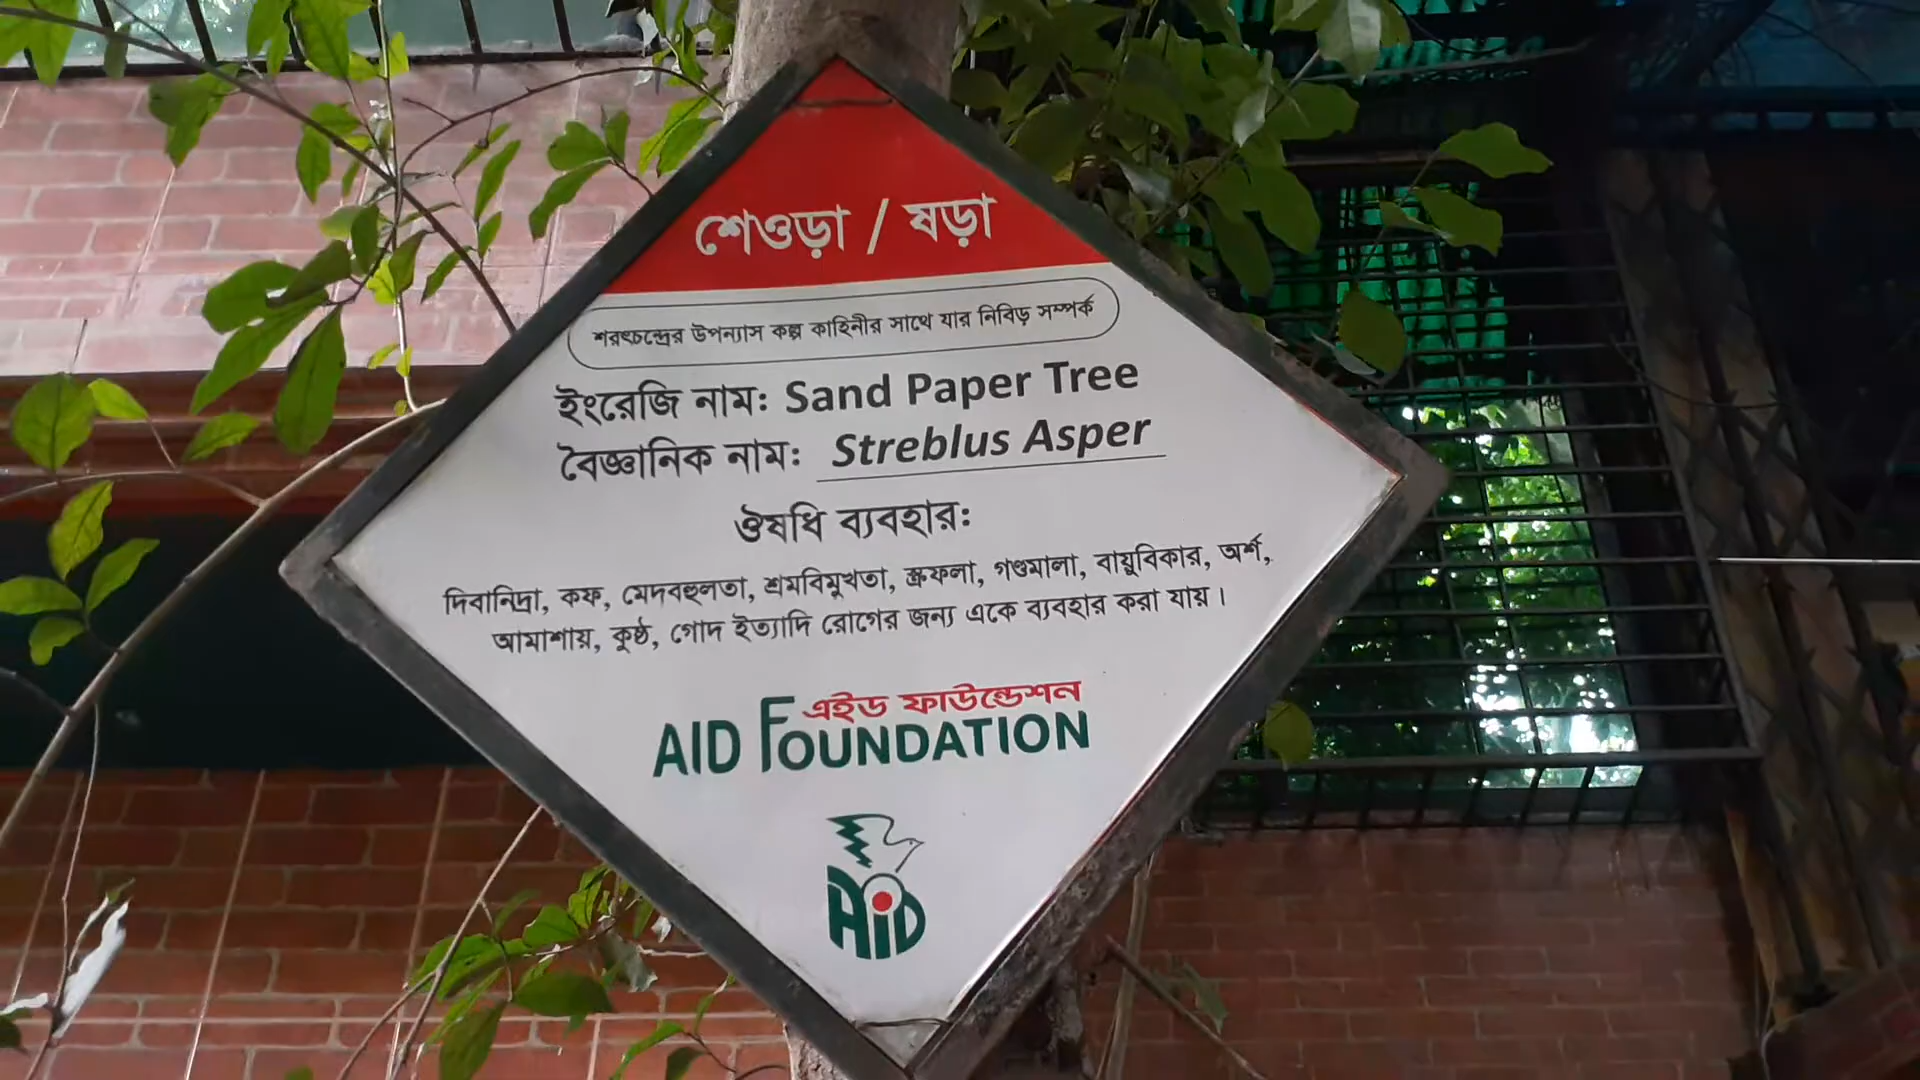 শেওড়া / ষড়া
শরৎচন্দ্রের উপন্যাস কল্প কাহিনীর সাথে যার নিবিড় সম্পর্ক
ইংরেজি নাম: Sand Paper Tree
বৈজ্ঞানিক নাম: Streblus Asper
ঔষধি ব্যবহার:
দিবানিদ্রা, কফ, মেদবহুলতা, শ্রমবিমুখতা, গণ্ডমালা, বায়ুবিকার, অর্শ,
আমাশায়, কুষ্ঠ, গোদ ইত্যাদি রোগের জন্য একে ব্যবহার করা যায়।
এইড ফাউন্ডেশন
AID FOUNDATION
AiD